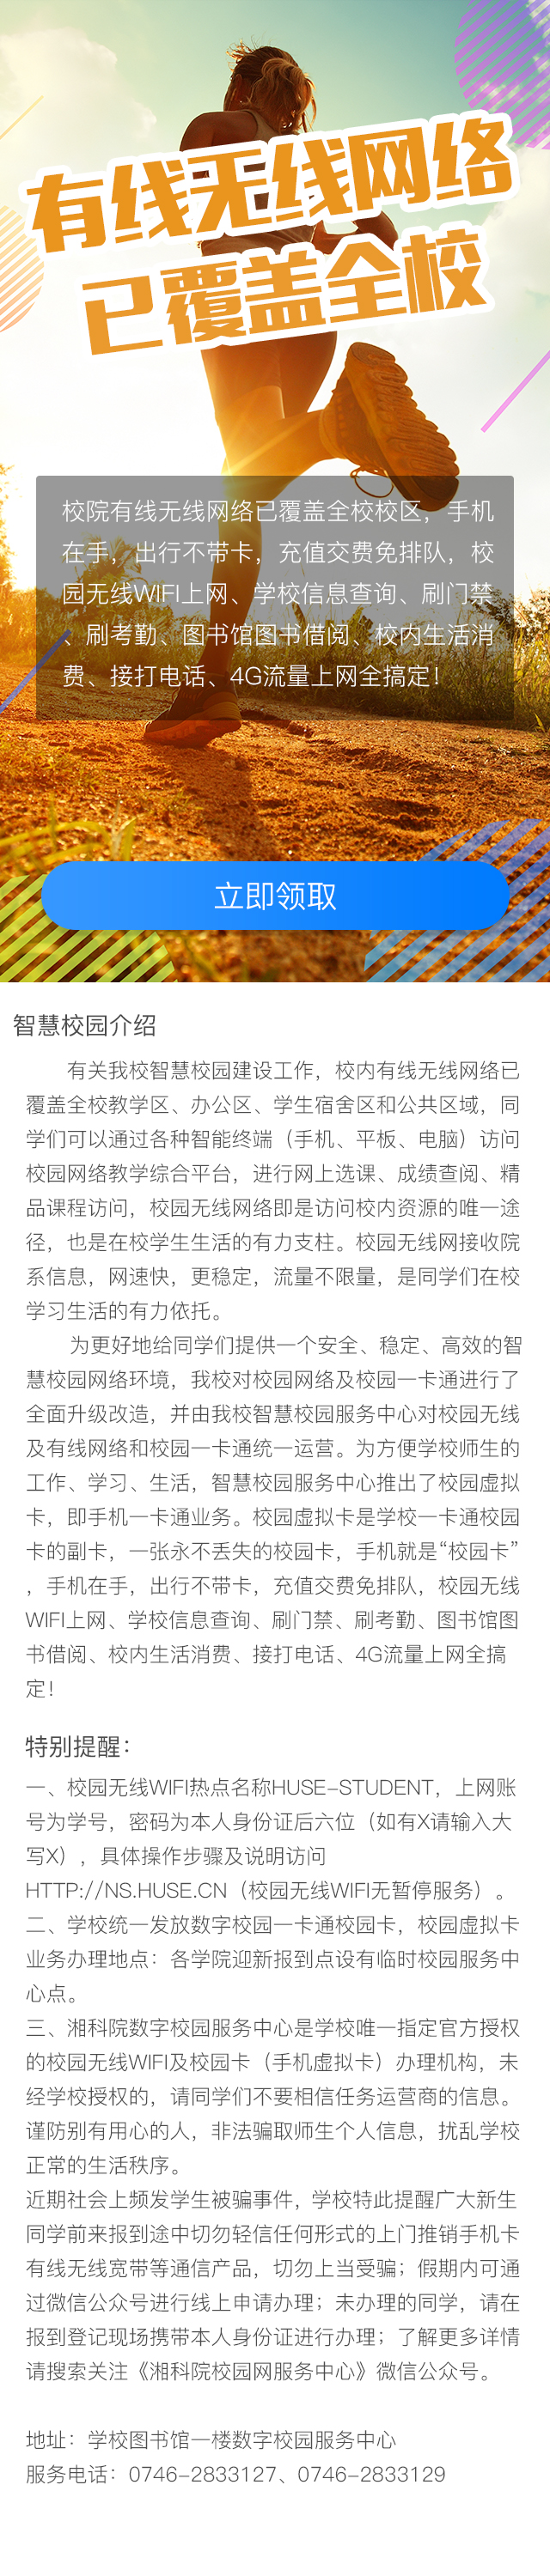 有线无线网络
已覆盖全校
校院有线无线网络已覆盖全校校区，手机
在手，出行不带卡，充值交费免排队，校
园无线WIFI上网、学校信息查询、刷门禁
、刷考勤、图书馆图书借阅、校内生活消
费、接打电话、4G流量上网全搞定！
立即领取
智慧校园介绍
有关我校智慧校园建设工作，校内有线无线网络已
覆盖全校教学区、办公区、学生宿舍区和公共区域，同
学们可以通过各种智能终端（手机、平板、电脑）访问
校园网络教学综合平台，进行网上选课、成绩查阅、精
品课程访问，校园无线网络即是访问校内资源的唯一途
径，也是在校学生生活的有力支柱。校园无线网接收院
系信息，网速快，更稳定，流量不限量，是同学们在校
学习生活的有力依托。
为更好地给同学们提供一个安全、稳定、高效的智
慧校园网络环境，我校对校园网络及校园一卡通进行了
全面升级改造，并由我校智慧校园服务中心对校园无线
及有线网络和校园一卡通统一运营。为方便学校师生的
工作、学习、生活，智慧校园服务中心推出了校园虚拟
卡，即手机一卡通业务。校园虚拟卡是学校一卡通校园
卡的副卡，一张永不丢失的校园卡，手机就是“校园卡”
，手机在手，出行不带卡，充值交费免排队，校园无线
WIFI上网、学校信息查询、刷门禁、刷考勤、图书馆图
书借阅、校内生活消费、接打电话、4G流量上网全搞
定！
特别提醒：
一、校园无线WIFI热点名称HUSE-STUDENT，上网账
号为学号，密码为本人身份证后六位（如有X请输入大
写X），具体操作步骤及说明访问
HTTP://NS.HUSE.CN（校园无线WIFI无暂停服务）。
二、学校统一发放数字校园一卡通校园卡，校园虚拟卡
业务办理地点：各学院迎新报到点设有临时校园服务中
心点。
三、湘科院数字校园服务中心是学校唯一指定官方授权
的校园无线WIFI及校园卡（手机虚拟卡）办理机构，未
经学校授权的，请同学们不要相信任务运营商的信息。
谨防别有用心的人，非法骗取师生个人信息，扰乱学校
正常的生活秩序。
近期社会上频发学生被骗事件，学校特此提醒广大新生
同学前来报到途中切勿轻信任何形式的上门推销手机卡
有线无线宽带等通信产品，切勿上当受骗；假期内可通
过微信公众号进行线上申请办理；未办理的同学，请在
报到登记现场携带本人身份证进行办理；了解更多详情
请搜索关注《湘科院校园网服务中心》微信公众号。
地址：学校图书馆一楼数字校园服务中心
服务电话：0746-2833127、0746-2833129